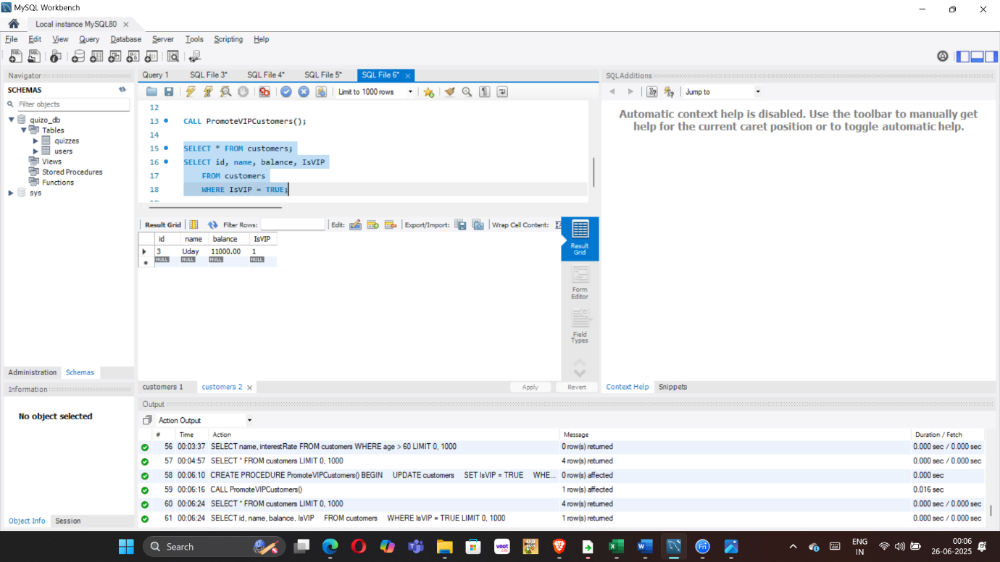 MySQL Workbench
Local instance MySQL80
File Edit View Query Database Server Tools Scripting Help
Navigator
SCHEMAS
Filter objects
quizo_db
Tables
quizzes
users
Views
Stored Procedures
Functions
sys
Administration Schemas
Information
No object selected
Object Info Session
Query 1 SQL File 3* SQL File 4* SQL File 5* SQL File 6*
Limit to 1000 rows
12
13 CALL PromoteVIPCustomers();
14
15 SELECT * FROM customers;
16 SELECT id, name, balance, IsVIP
17 FROM customers
18 WHERE IsVIP = TRUE;
Result Grid Filter Rows: Edit: Export/Import: Wrap Cell Content:
id name balance IsVIP
3 Uday 11000.00 1
NULL NULL NULL NULL
Result Grid
Form Editor
Field Types
customers 1 customers 2 Apply Revert
SQLAdditions
Jump to
Automatic context help is disabled. Use the toolbar to manually get
help for the current caret position or to toggle automatic help.
Context Help Snippets
Output
Action Output
# Time Action Message Duration / Fetch
56 00:03:37 SELECT name, interestRate FROM customers WHERE age > 60 LIMIT 0, 1000 0 row(s) returned 0.000 sec / 0.000 sec
57 00:04:57 SELECT * FROM customers LIMIT 0, 1000 4 row(s) returned 0.000 sec / 0.000 sec
58 00:06:10 CREATE PROCEDURE PromoteVIPCustomers() BEGIN UPDATE customers SET IsVIP = TRUE WHE... 0 row(s) affected 0.000 sec
59 00:06:16 CALL PromoteVIPCustomers() 1 row(s) affected 0.016 sec
60 00:06:24 SELECT * FROM customers LIMIT 0, 1000 4 row(s) returned 0.000 sec / 0.000 sec
61 00:06:24 SELECT id, name, balance, IsVIP FROM customers WHERE IsVIP = TRUE LIMIT 0, 1000 1 row(s) returned 0.000 sec / 0.000 sec
Search
voot
ENG
IN
00:06
26-06-2025